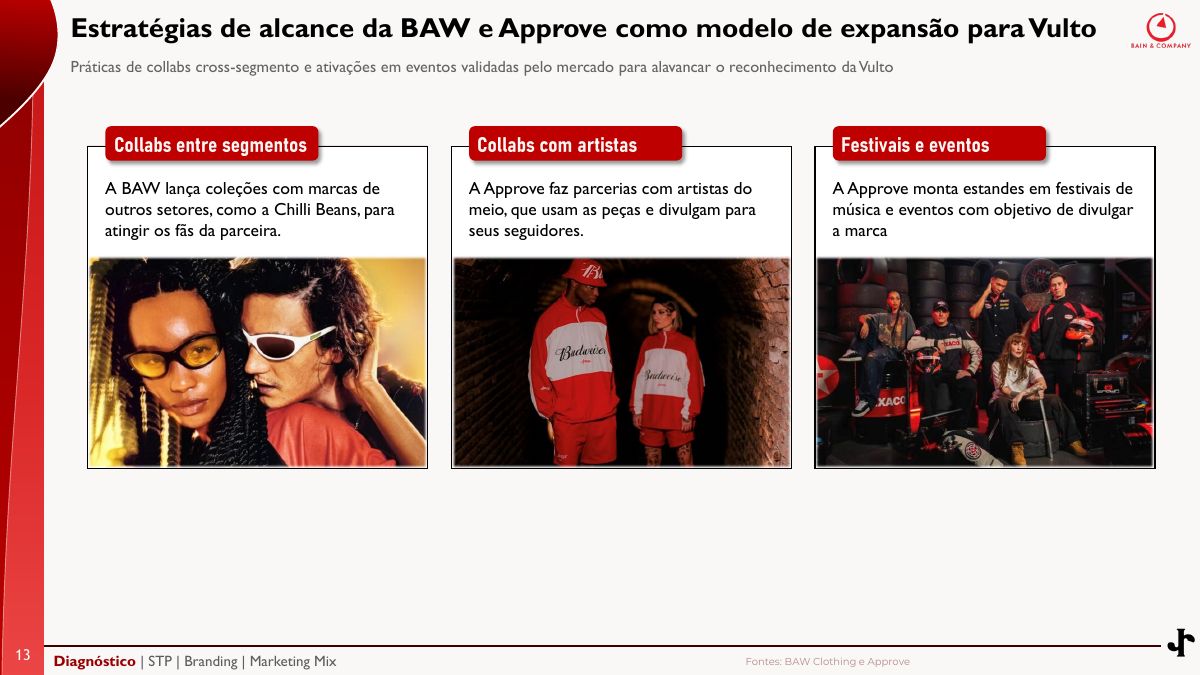 Estratégias de alcance da BAW e Approve como modelo de expansão para Vulto
BAIN & COMPANY
Práticas de collabs cross-segmento e ativações em eventos validadas pelo mercado para alavancar o reconhecimento da Vulto
Collabs entre segmentos
A BAW lança coleções com marcas de
outros setores, como a Chilli Beans, para
atingir os fãs da parceira.
Collabs com artistas
A Approve faz parcerias com artistas do
meio, que usam as peças e divulgam para
seus seguidores.
Budweiser
Budweise
Festivais e eventos
A Approve monta estandes em festivais de
música e eventos com objetivo de divulgar
a marca
EXACO
.XACO
13
Diagnóstico | STP | Branding | Marketing Mix
Fontes: BAW Clothing e Approve